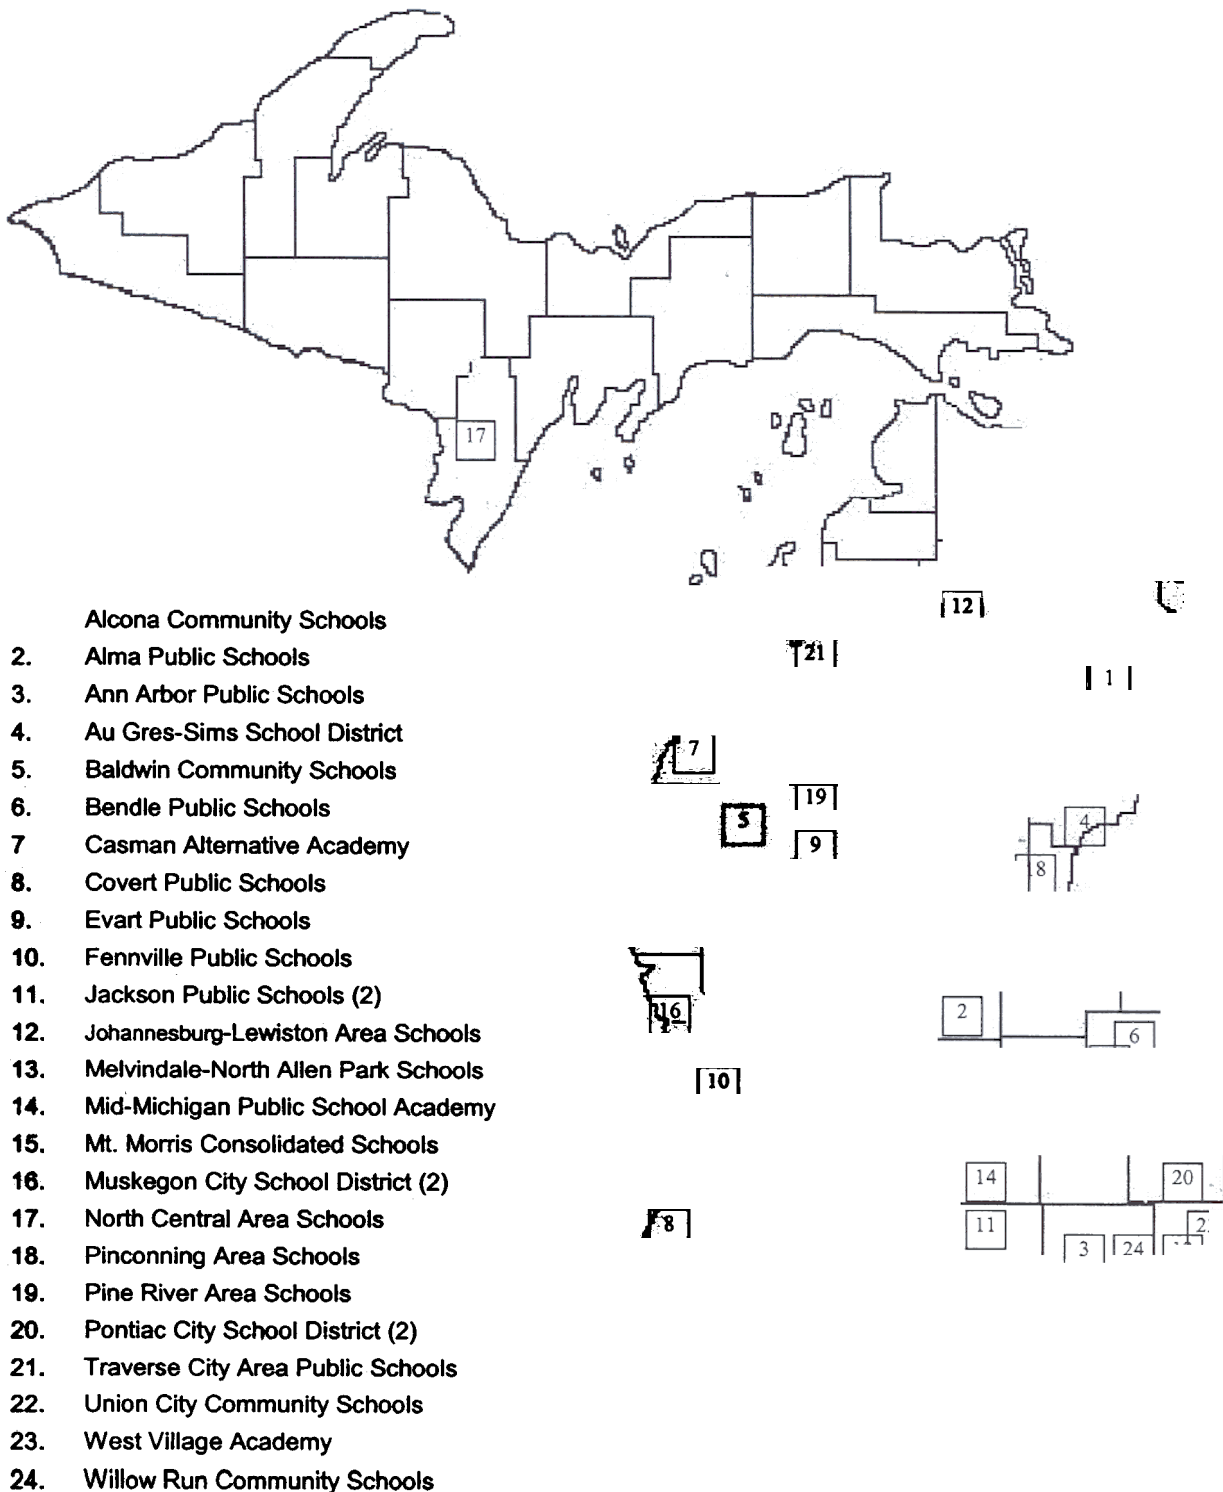 17
12
Alcona Community Schools
21
2. Alma Public Schools
1
3. Ann Arbor Public Schools
4. Au Gres-Sims School District
7
5. Baldwin Community Schools
19
6. Bendle Public Schools
5
4
7 Casman Alternative Academy
9
18
8. Covert Public Schools
9. Evart Public Schools
10. Fennville Public Schools
11. Jackson Public Schools (2)
16
2
12. Johannesburg-Lewiston Area Schools
6
13. Melvindale-North Allen Park Schools
10
14. Mid-Michigan Public School Academy
15. Mt. Morris Consolidated Schools
16. Muskegon City School District (2)
14
20
17. North Central Area Schools
8
11
2
18. Pinconning Area Schools
3
24
19. Pine River Area Schools
20. Pontiac City School District (2)
21. Traverse City Area Public Schools
22. Union City Community Schools
23. West Village Academy
24. Willow Run Community Schools